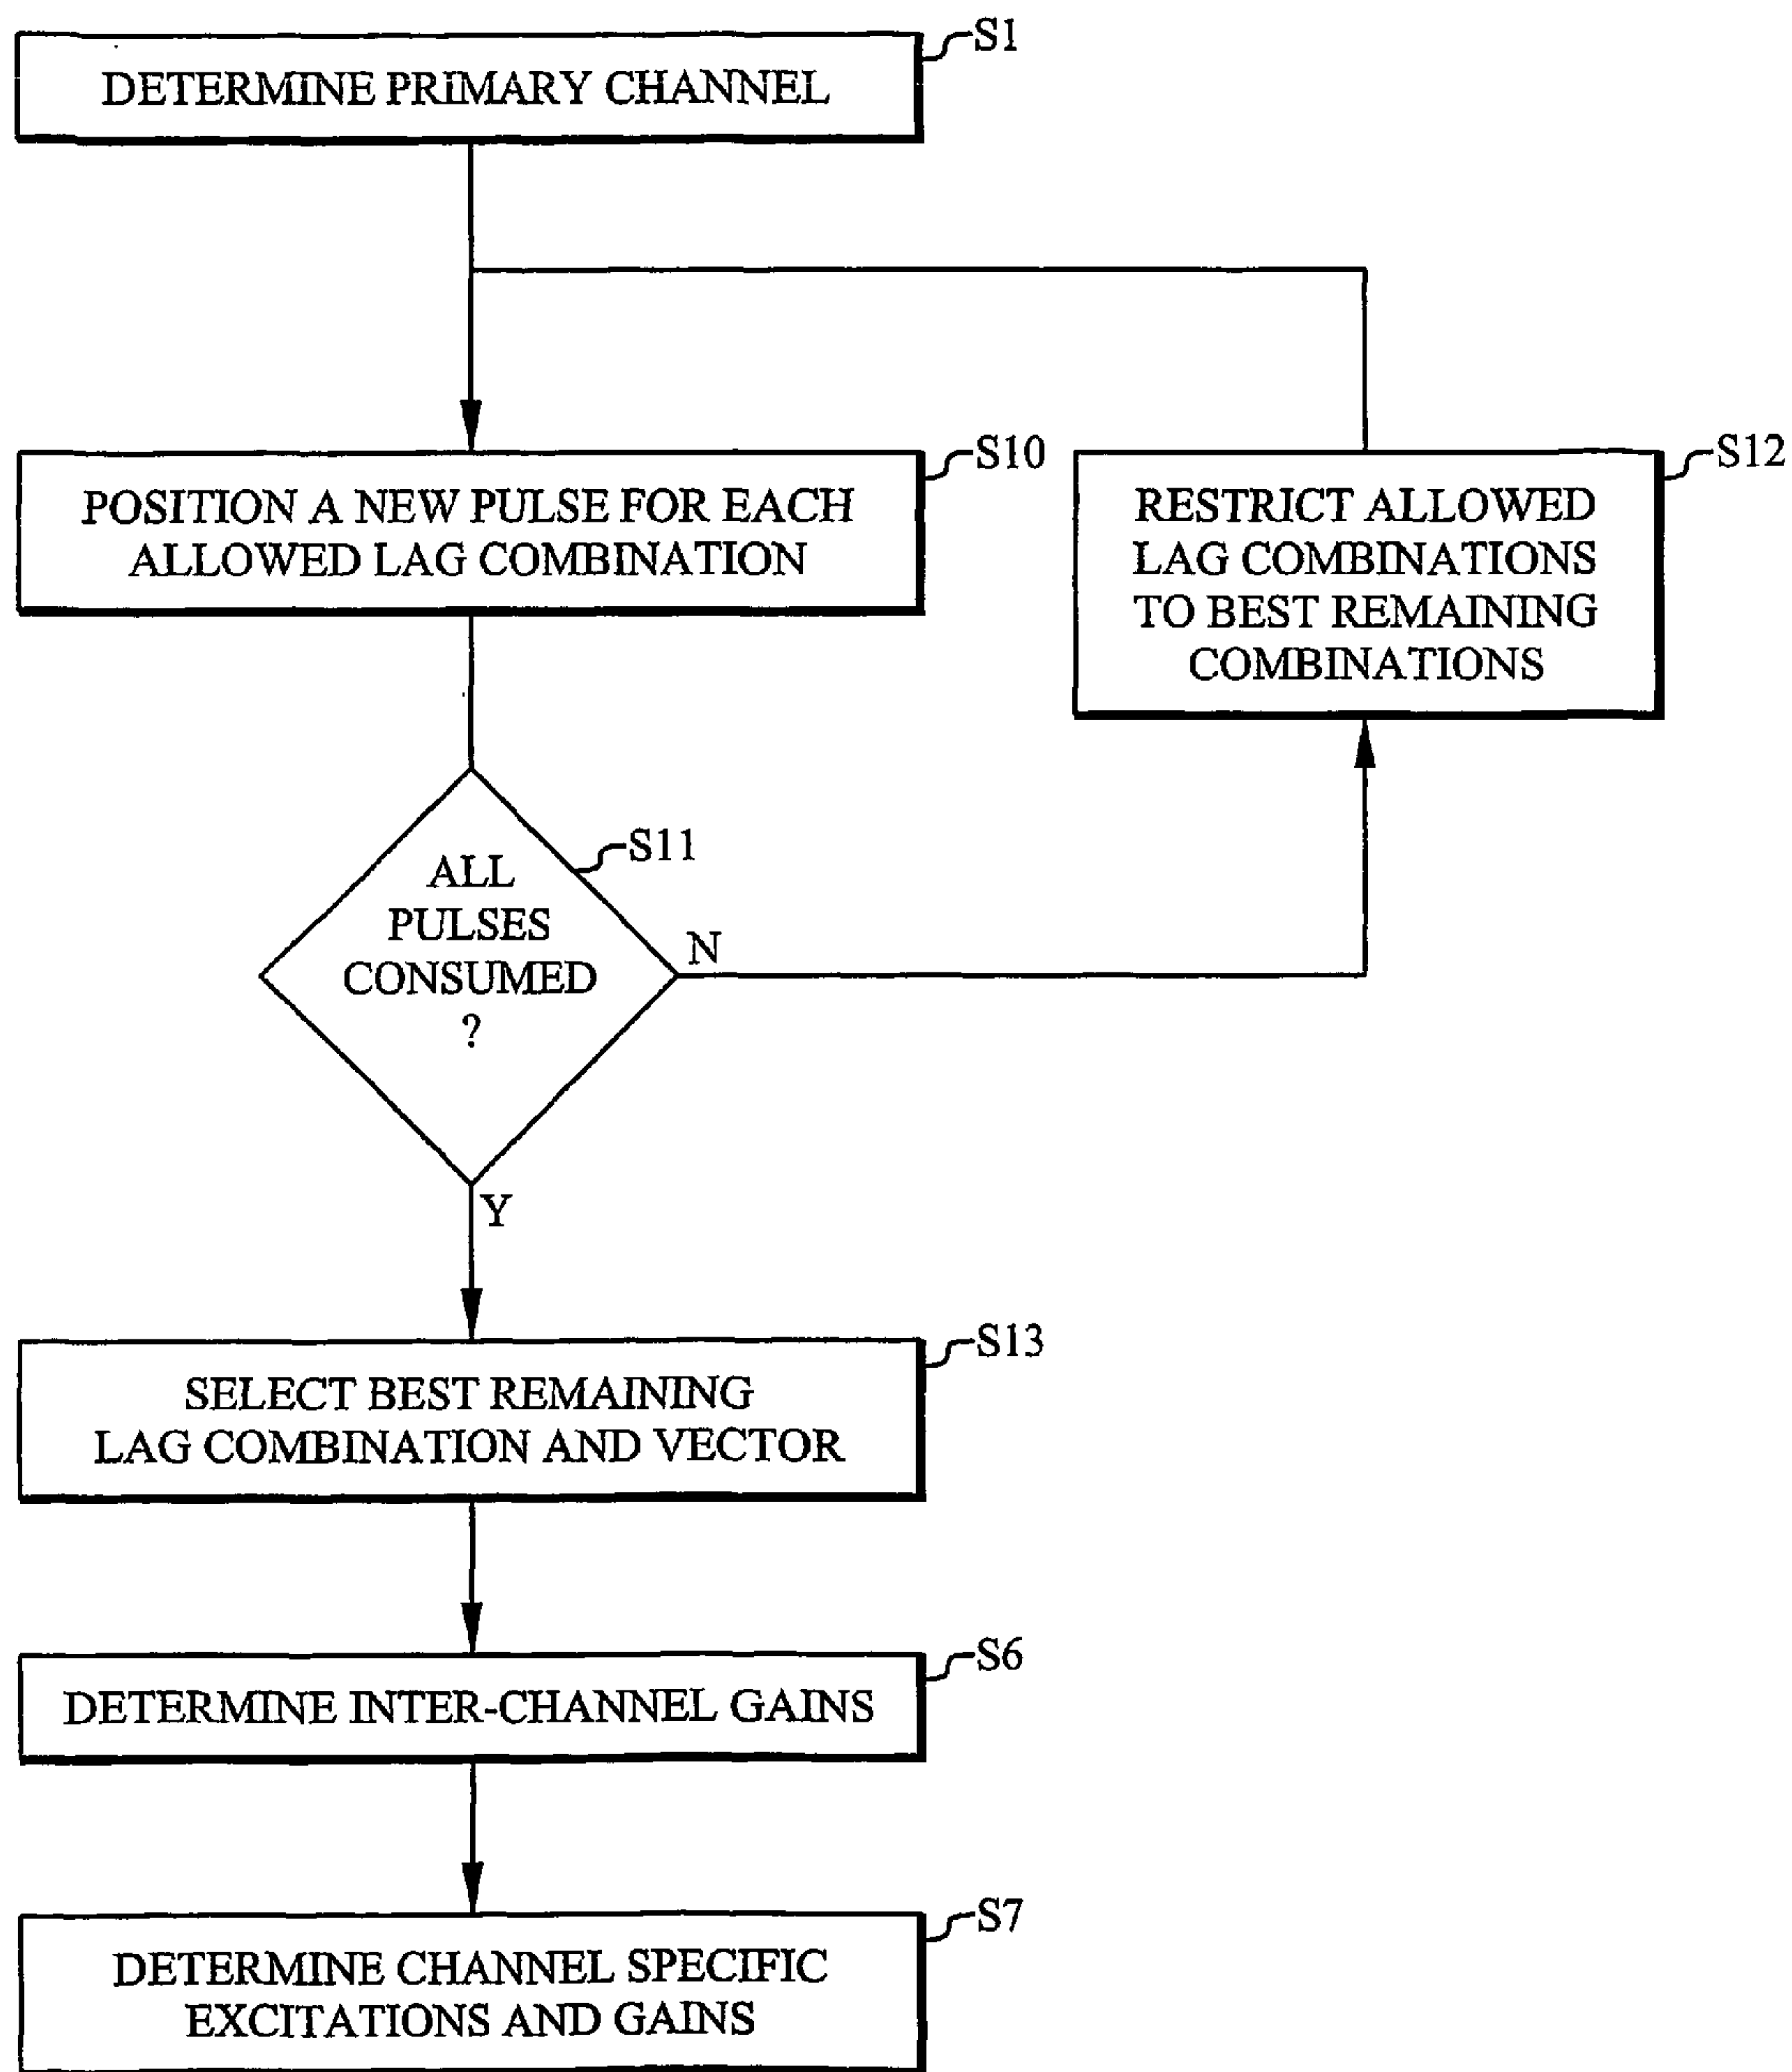 S1
DETERMINE PRIMARY CHANNEL
S10
POSITION A NEW PULSE FOR EACH
ALLOWED LAG COMBINATION
S12
RESTRICT ALLOWED
LAG COMBINATIONS
TO BEST REMAINING
COMBINATIONS
S11
ALL
PULSES
CONSUMED
?
N
Y
S13
SELECT BEST REMAINING
LAG COMBINATION AND VECTOR
S6
DETERMINE INTER-CHANNEL GAINS
S7
DETERMINE CHANNEL SPECIFIC
EXCITATIONS AND GAINS